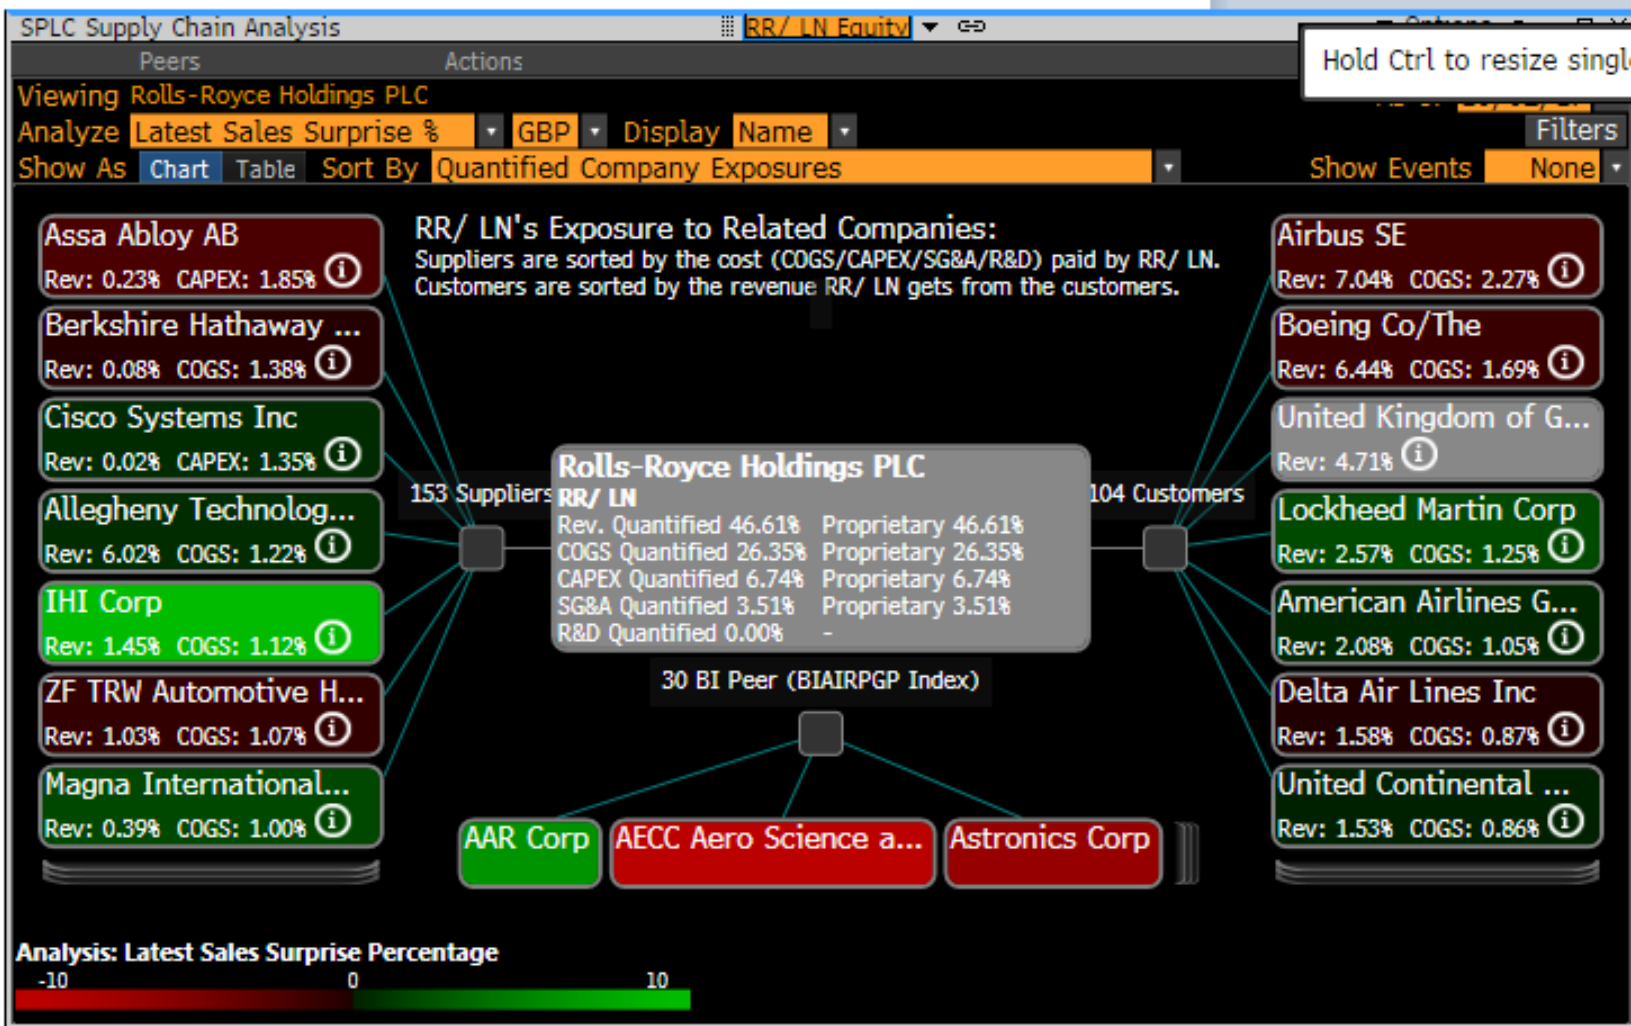 SPLC Supply Chain Analysis
RR/ LN Equity
Hold Ctrl to resize
Peers
Actions
Viewing Rolls-Royce Holdings PLC
Analyze Latest Sales Surprise % GBP Display Name
Filters
Show As Chart Table Sort By Quantified Company Exposures
Show Events None
RR/ LN's Exposure to Related Companies:
Suppliers are sorted by the cost (COGS/CAPEX/SG&A/R&D) paid by RR/ LN.
Customers are sorted by the revenue RR/ LN gets from the customers.
Assa Abloy AB
Rev: 0.23% CAPEX: 1.85%
Berkshire Hathaway ...
Rev: 0.08% COGS: 1.38%
Cisco Systems Inc
Rev: 0.02% CAPEX: 1.35%
Allegheny Technolog...
Rev: 6.02% COGS: 1.22%
IHI Corp
Rev: 1.45% COGS: 1.12%
ZF TRW Automotive H...
Rev: 1.03% COGS: 1.07%
Magna International...
Rev: 0.39% COGS: 1.00%
153 Suppliers
Rolls-Royce Holdings PLC
RR/ LN
Rev. Quantified 46.61% Proprietary 46.61%
COGS Quantified 26.35% Proprietary 26.35%
CAPEX Quantified 6.74% Proprietary 6.74%
SG&A Quantified 3.51% Proprietary 3.51%
R&D Quantified 0.00% -
104 Customers
30 BI Peer (BIAIRPGP Index)
AAR Corp
AECC Aero Science a...
Astronics Corp
Airbus SE
Rev: 7.04% COGS: 2.27%
Boeing Co/The
Rev: 6.44% COGS: 1.69%
United Kingdom of G...
Rev: 4.71%
Lockheed Martin Corp
Rev: 2.57% COGS: 1.25%
American Airlines G...
Rev: 2.08% COGS: 1.05%
Delta Air Lines Inc
Rev: 1.58% COGS: 0.87%
United Continental ...
Rev: 1.53% COGS: 0.86%
Analysis: Latest Sales Surprise Percentage
-10 0 10